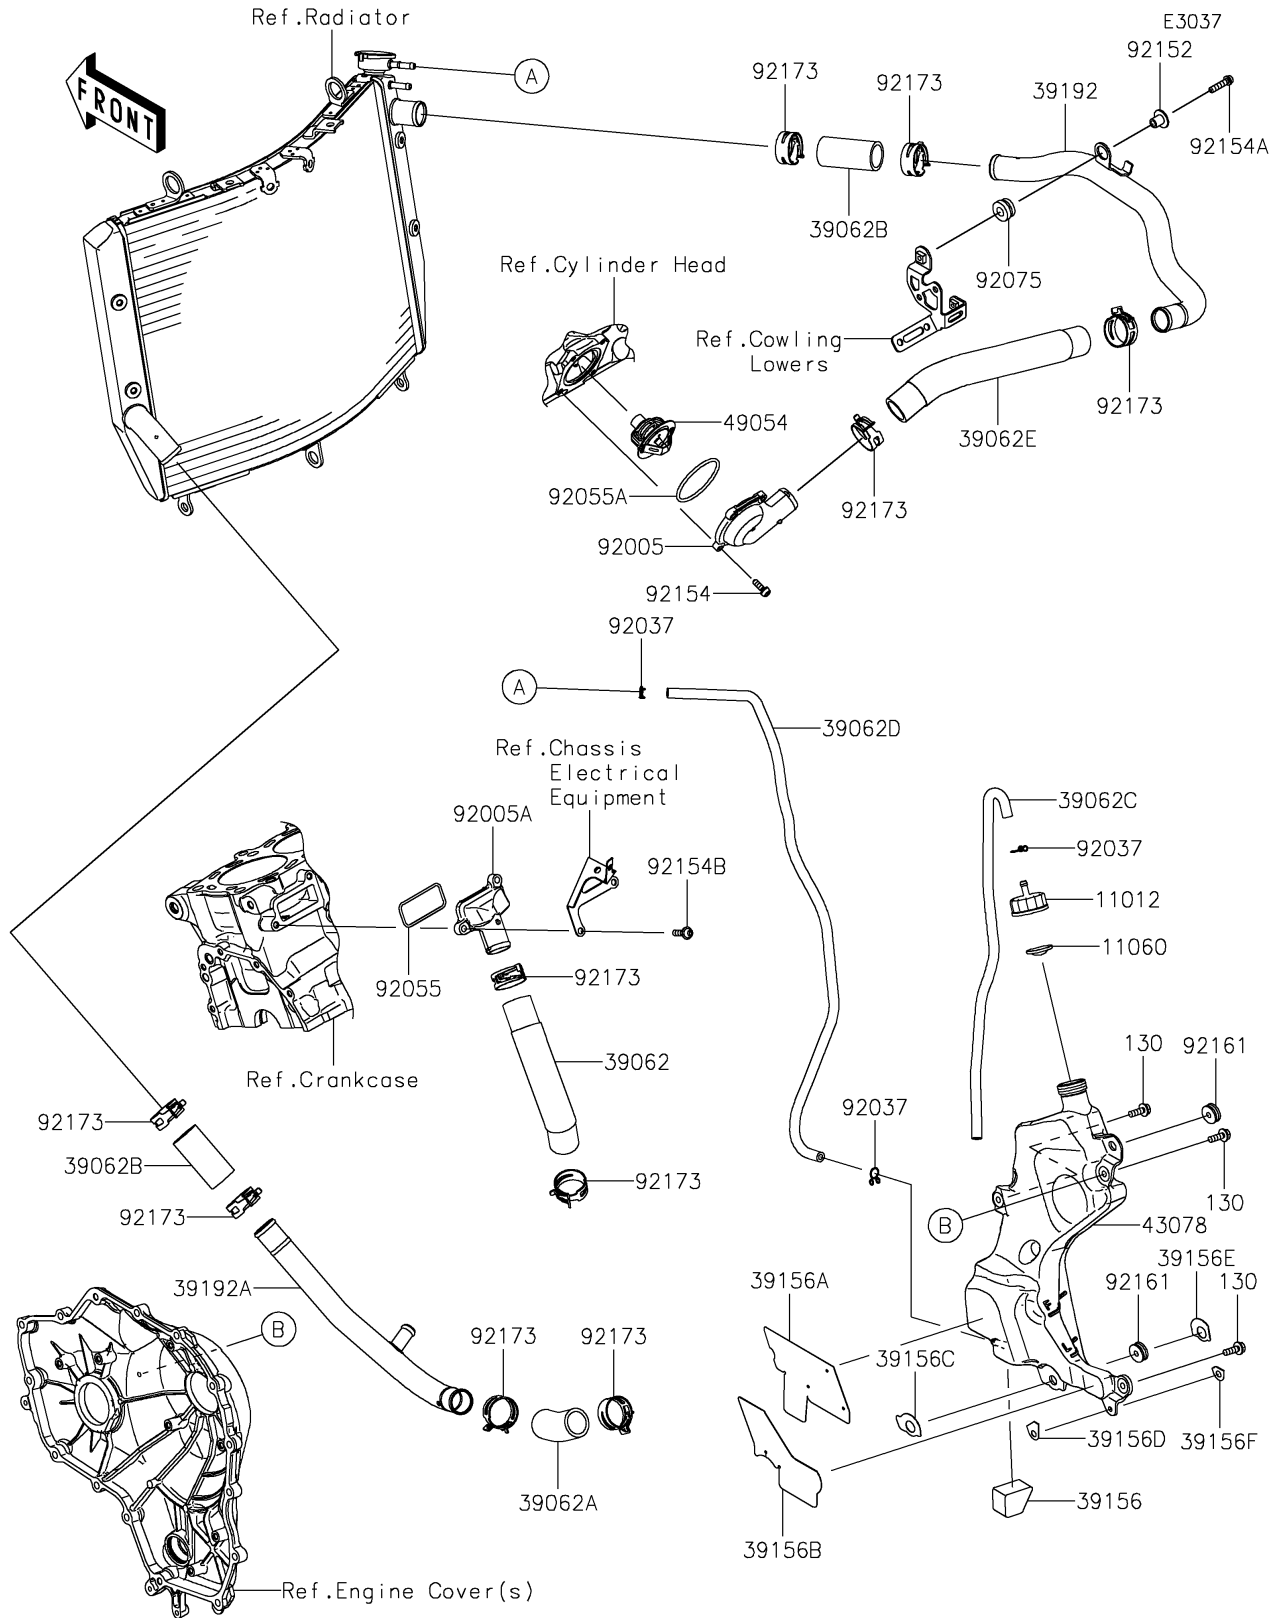 Ref.Radiator
E3037
FRONT
A
92173
92173
39192
92152
92154A
39062B
92075
Ref.Cylinder Head
Ref.Cowling
Lowers
49054
92055A
92173
39062E
92173
92005
92154
92037
A
39062D
Ref.Chassis
Electrical
Equipment
39062C
92005A
92037
92154B
11012
11060
92055
92173
39062
130
92161
Ref.Crankcase
92173
92037
39062B
92173
130
92173
B
43078
39156E
39192A
39156A
92161
130
B
92173
92173
39156C
39156D
39156F
39062A
39156
39156B
Ref.Engine Cover(s)